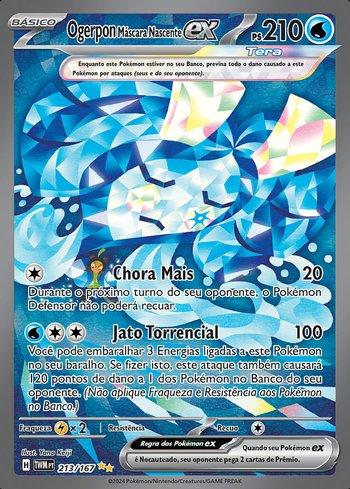 BÁSICO Ogerpon Máscara Nascente ex PS 210
Tera
Enquanto este Pokémon estiver no seu Banco, previna todo o dano causado a este
Pokémon por ataques (seus e do seu oponente).
Chora Mais 20
Durante o próximo turno do seu oponente, o Pokémon
Defensor não poderá recuar.
Jato Torrencial 100
Você pode embaralhar 3 Energias ligadas a este Pokémon
no seu baralho. Se fizer isto, este ataque também causará
120 pontos de dano a 1 dos Pokémon no Banco do seu
oponente. (Não aplique Fraqueza e Resistência aos Pokémon
no Banco.)
Fraqueza x2 Resistência Recuo
Ilust. Yano Keiji
H TWM PT 213/167
Regra dos Pokémon ex Quando seu Pokémon ex
é Nocauteado, seu oponente pega 2 cartas de Prêmio.
©2024 Pokémon/Nintendo/Creatures/GAME FREAK